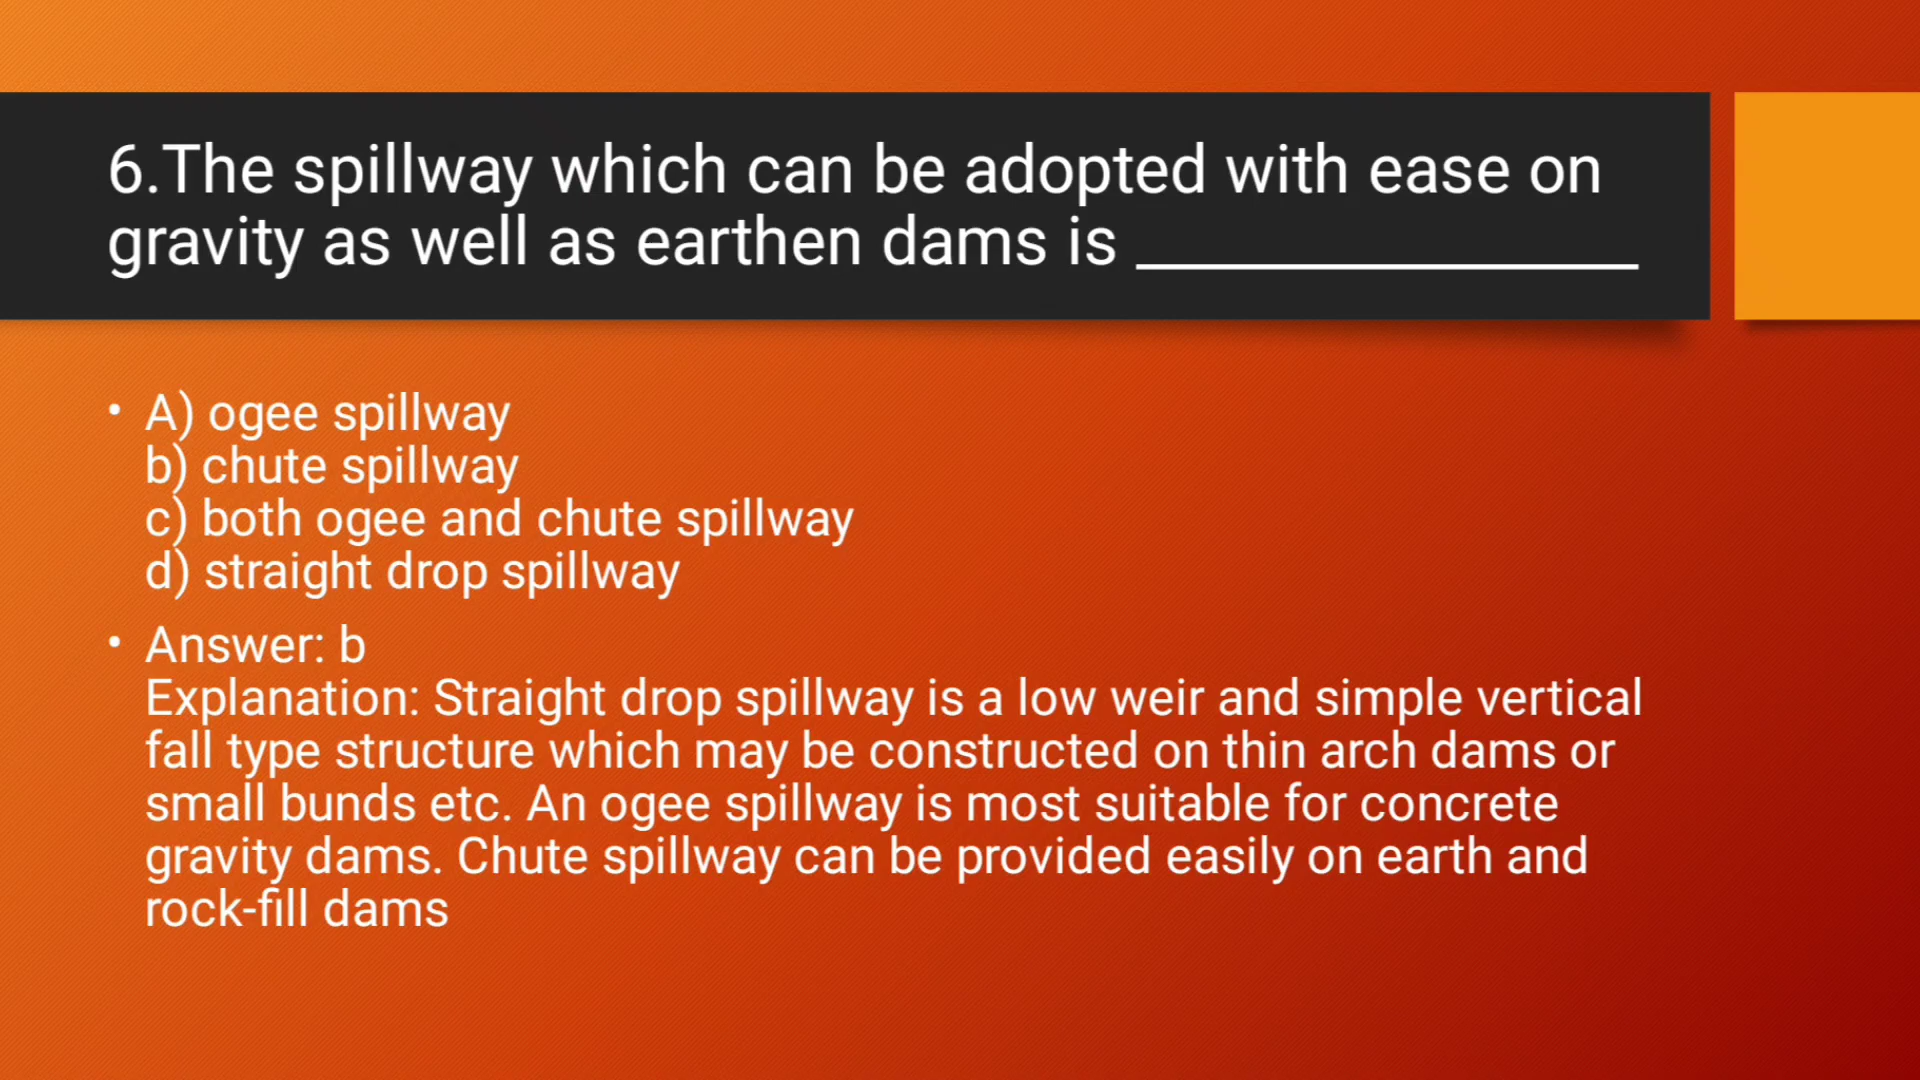 6.The spillway which can be adopted with ease on
gravity as well as earthen dams is _______________
• A) ogee spillway
b) chute spillway
c) both ogee and chute spillway
d) straight drop spillway
• Answer: b
Explanation: Straight drop spillway is a low weir and simple vertical
fall type structure which may be constructed on thin arch dams or
small bunds etc. An ogee spillway is most suitable for concrete
gravity dams. Chute spillway can be provided easily on earth and
rock-fill dams